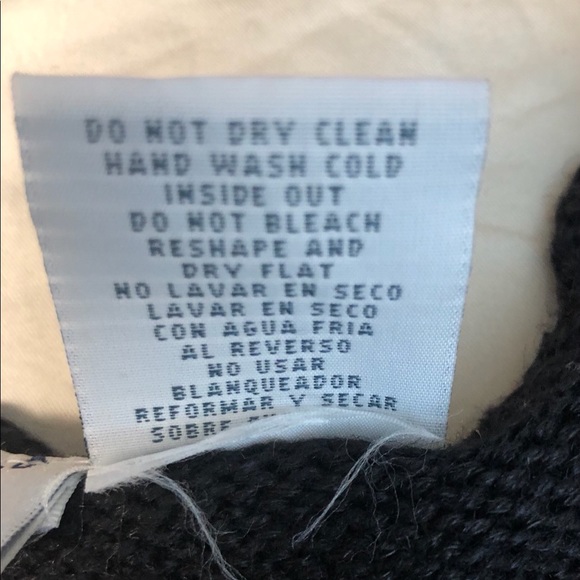 DO NOT DRY CLEAN
HAND WASH COLD
INSIDE OUT
DO NOT BLEACH
RESHAPE AND
DRY FLAT
NO LAVAR EN SECO
LAVAR EN SECO
CON AGUA FRIA
AL REVERSO
NO USAR
BLANQUEADOR
REFORMAR Y SECAR
SOBRE